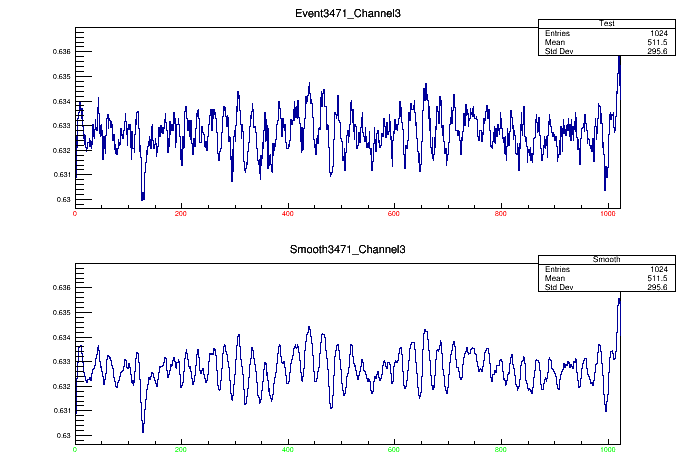 Event3471_Channel3
Test
Entries 1024
Mean 511.5
Std Dev 295.6
0.636
0.635
0.634
0.633
0.632
0.631
0.63
0 200 400 600 800 1000
Smooth3471_Channel3
Smooth
Entries 1024
Mean 511.5
Std Dev 295.6
0.636
0.635
0.634
0.633
0.632
0.631
0.63
0 200 400 600 800 1000